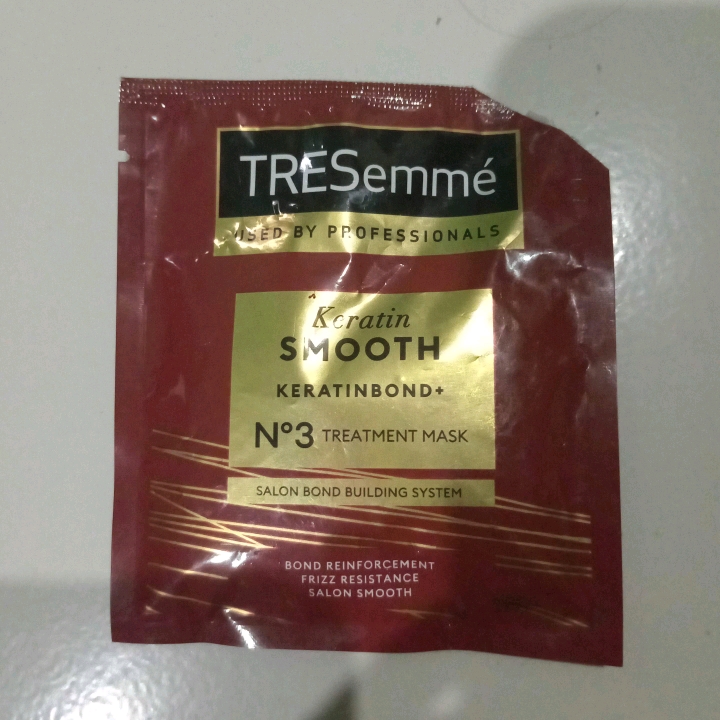 TRESemmé
USED BY PROFESSIONALS
Keratin
SMOOTH
KERATINBOND+
Nº3 TREATMENT MASK
SALON BOND BUILDING SYSTEM
BOND REINFORCEMENT
FRIZZ RESISTANCE
SALON SMOOTH